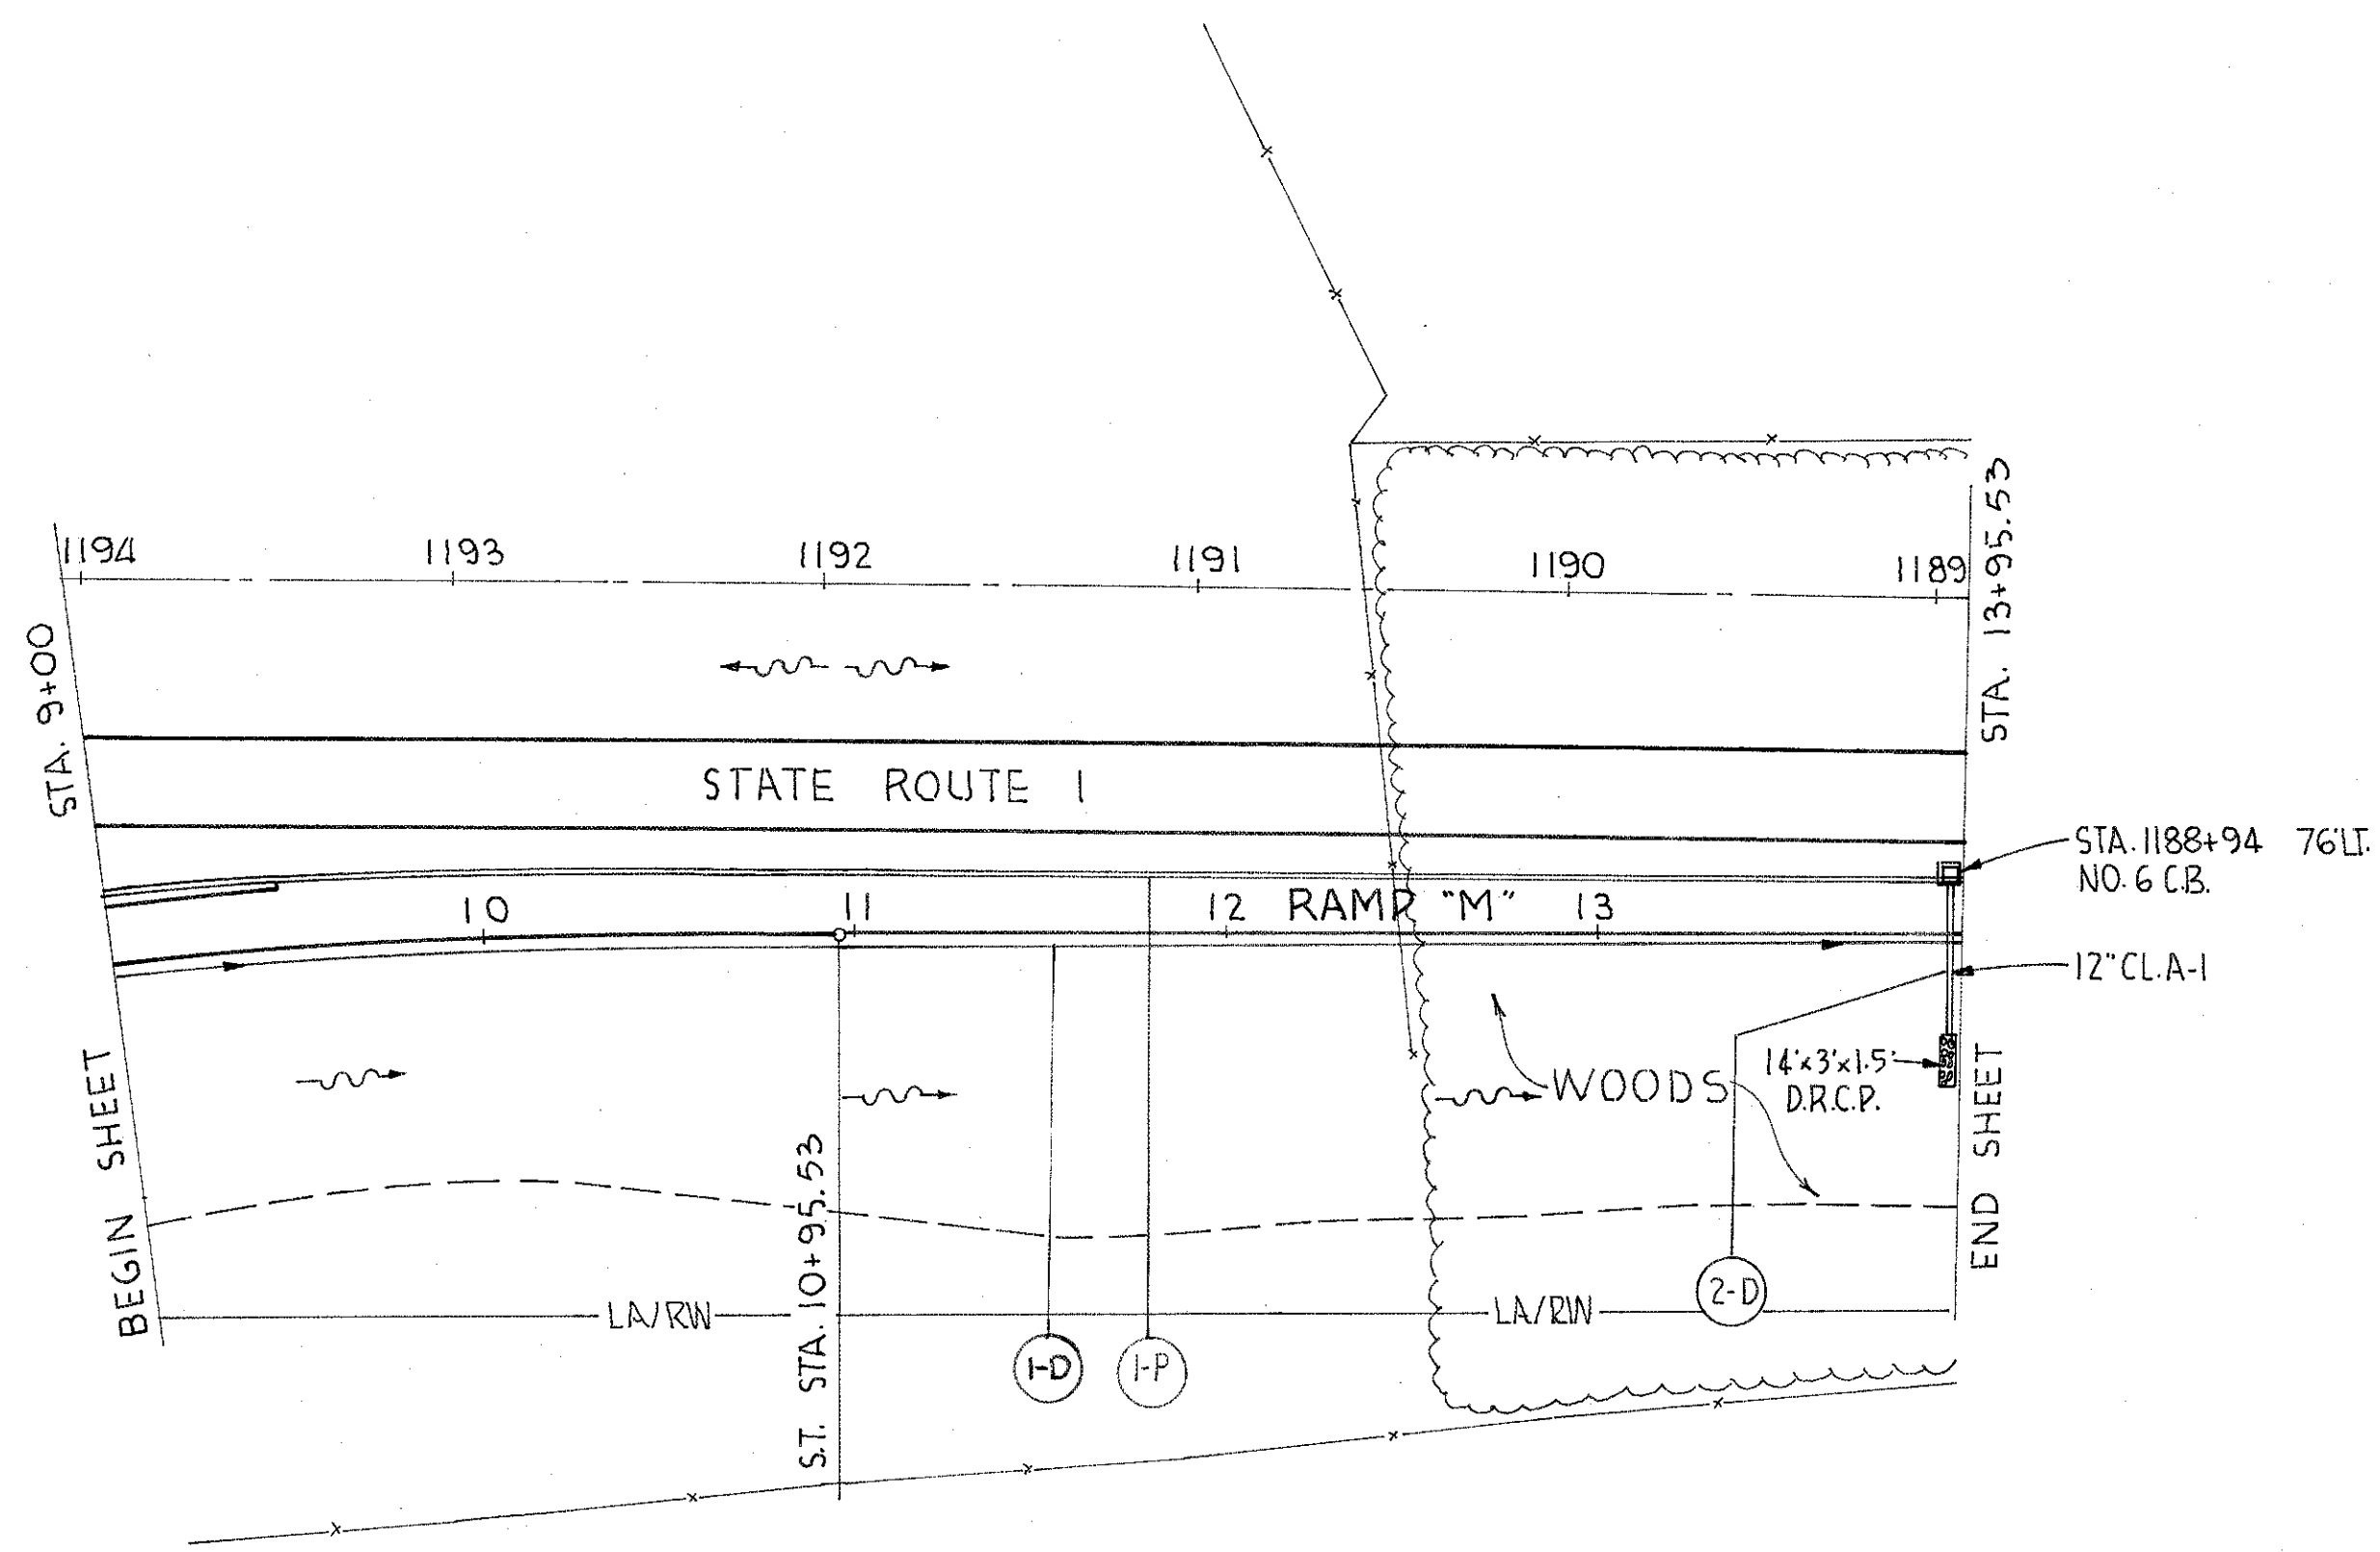 1194
1193
1192
1191
1190
1189
STA. 9+00
STA. 13+95.53
STATE ROUTE 1
STA. 1188+94 76'LT.
NO. 6 C.B.
10
11
12
RAMP "M"
13
12" CL. A-1
14'x3'x1.5'
D.R.C.P.
WOODS
BEGIN SHEET
END SHEET
S.T. STA. 10+95.53
LA/RW
LA/RW
2-D
1-D
1-P